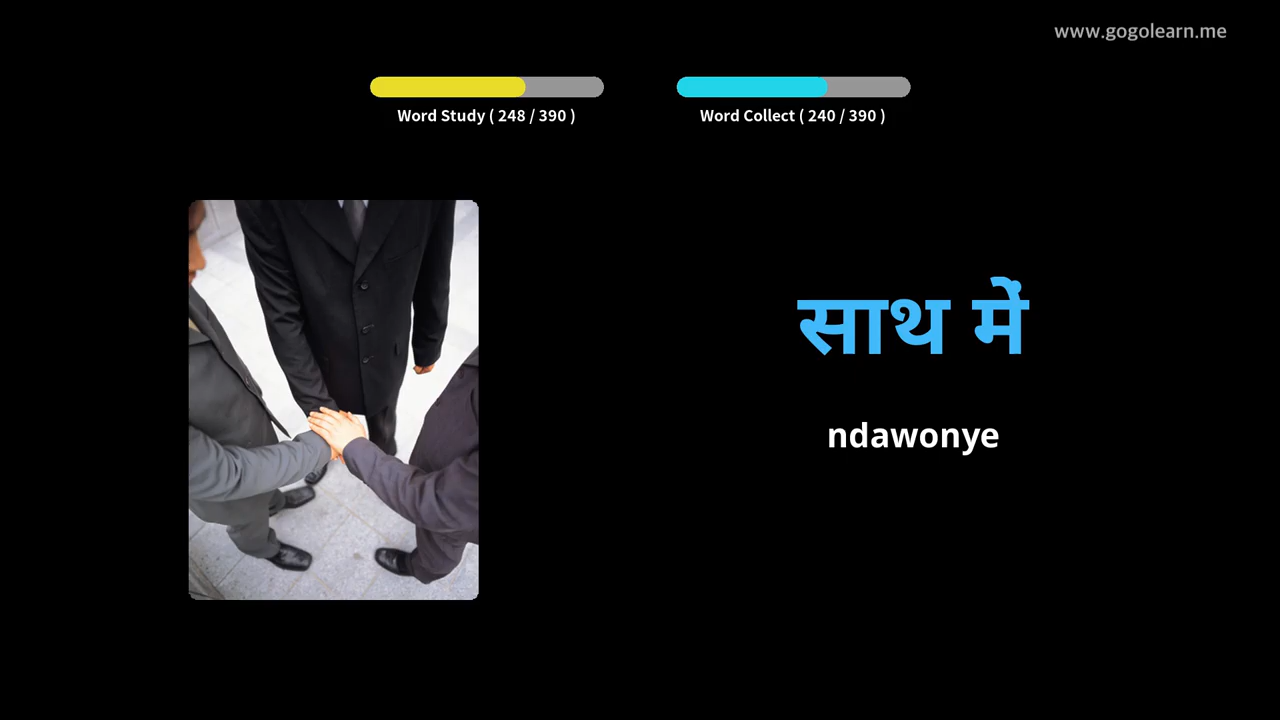 www.gogolearn.me
Word Study ( 248 / 390 )
Word Collect ( 240 / 390 )
साथ में
ndawonye